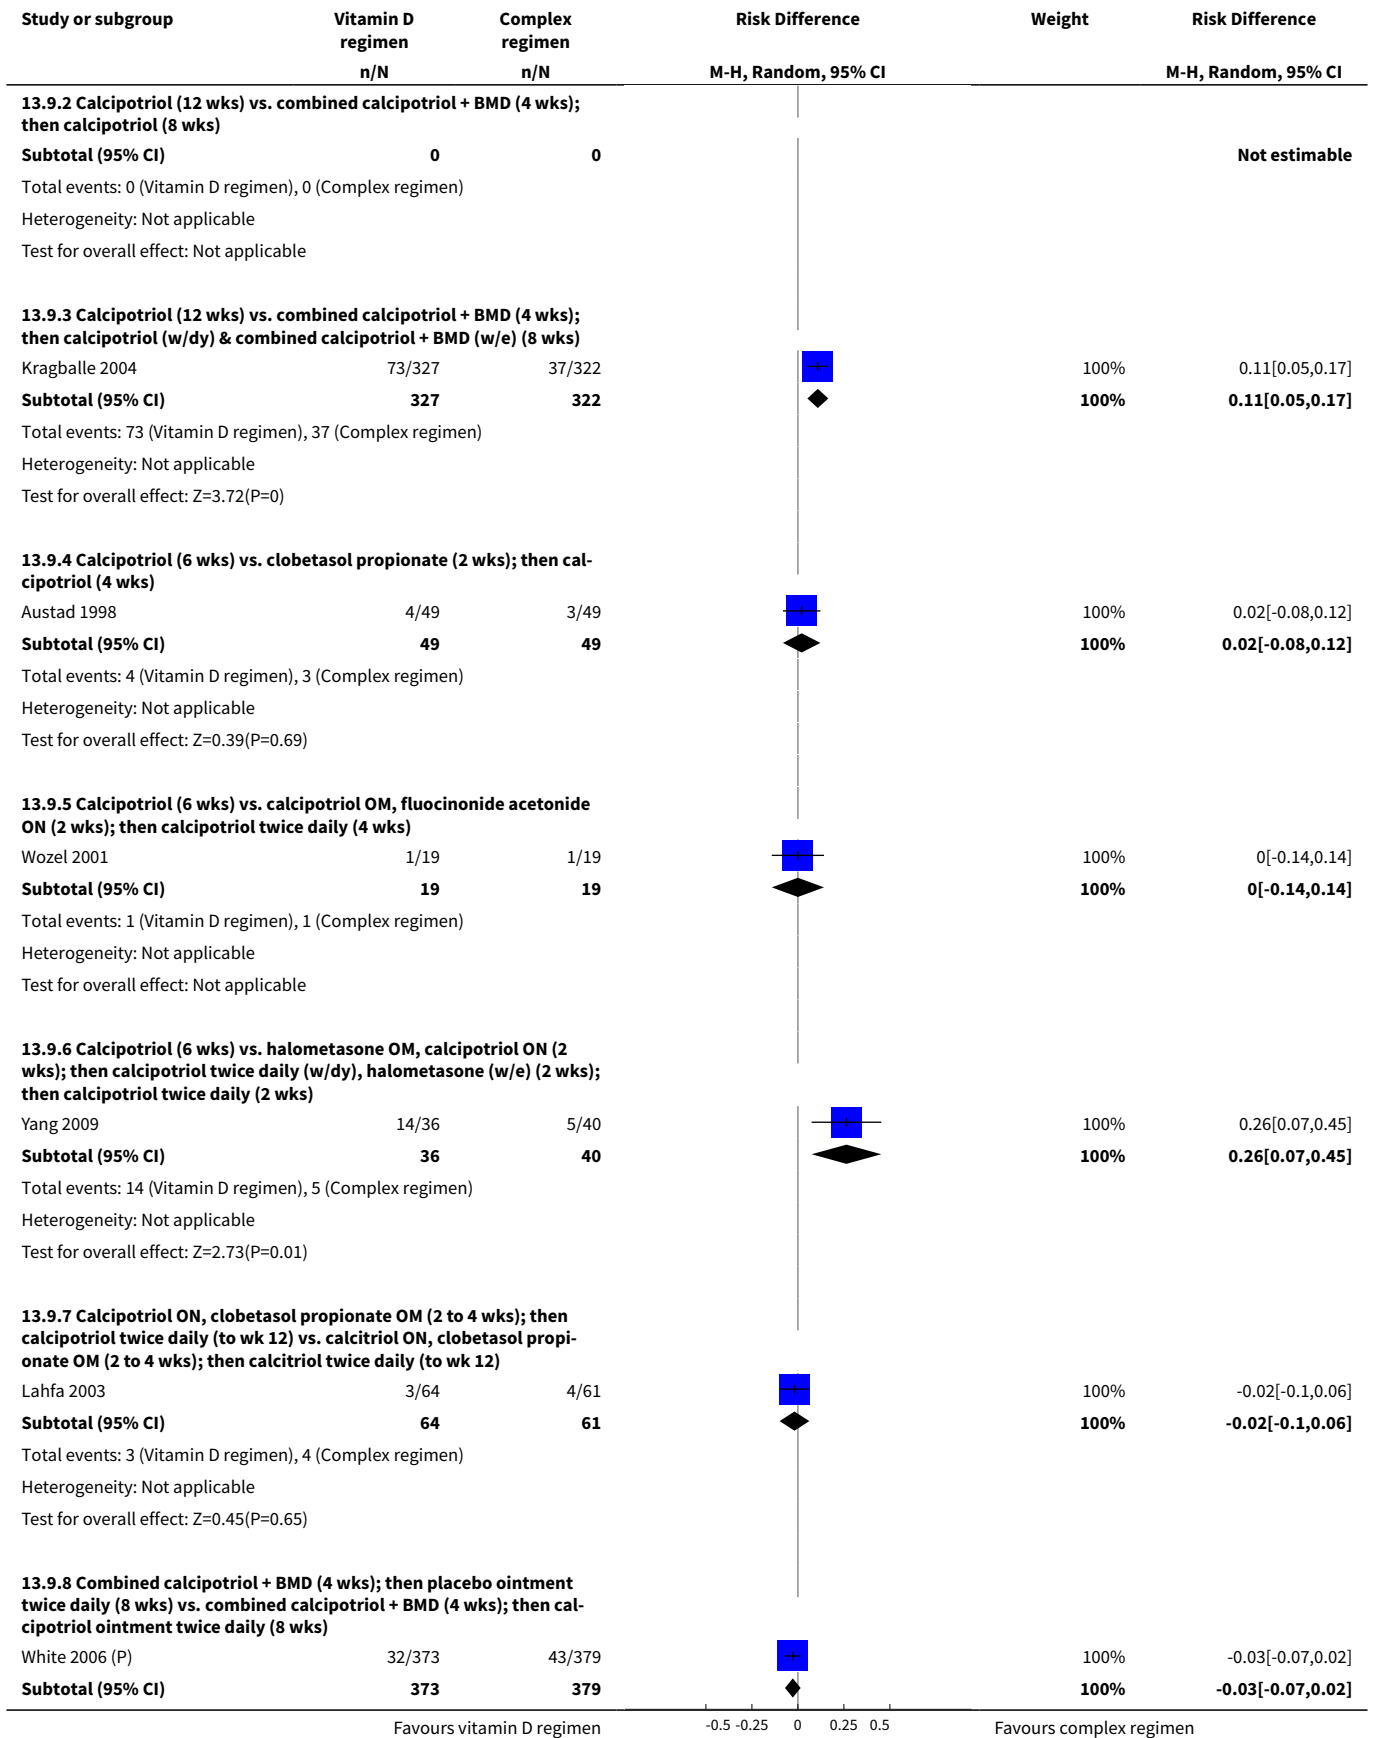 Study or subgroup Vitamin D regimen Complex regimen Risk Difference Weight Risk Difference
n/N n/N M-H, Random, 95% CI M-H, Random, 95% CI
13.9.2 Calcipotriol (12 wks) vs. combined calcipotriol + BMD (4 wks);
then calcipotriol (8 wks)
Subtotal (95% CI) 0 0 Not estimable
Total events: 0 (Vitamin D regimen), 0 (Complex regimen)
Heterogeneity: Not applicable
Test for overall effect: Not applicable
13.9.3 Calcipotriol (12 wks) vs. combined calcipotriol + BMD (4 wks);
then calcipotriol (w/dy) & combined calcipotriol + BMD (w/e) (8 wks)
Kragballe 2004 73/327 37/322 100% 0.11[0.05,0.17]
Subtotal (95% CI) 327 322 100% 0.11[0.05,0.17]
Total events: 73 (Vitamin D regimen), 37 (Complex regimen)
Heterogeneity: Not applicable
Test for overall effect: Z=3.72(P=0)
13.9.4 Calcipotriol (6 wks) vs. clobetasol propionate (2 wks); then cal-
cipotriol (4 wks)
Austad 1998 4/49 3/49 100% 0.02[-0.08,0.12]
Subtotal (95% CI) 49 49 100% 0.02[-0.08,0.12]
Total events: 4 (Vitamin D regimen), 3 (Complex regimen)
Heterogeneity: Not applicable
Test for overall effect: Z=0.39(P=0.69)
13.9.5 Calcipotriol (6 wks) vs. calcipotriol OM, fluocinonide acetonide
ON (2 wks); then calcipotriol twice daily (4 wks)
Wozel 2001 1/19 1/19 100% 0[-0.14,0.14]
Subtotal (95% CI) 19 19 100% 0[-0.14,0.14]
Total events: 1 (Vitamin D regimen), 1 (Complex regimen)
Heterogeneity: Not applicable
Test for overall effect: Not applicable
13.9.6 Calcipotriol (6 wks) vs. halometasone OM, calcipotriol ON (2
wks); then calcipotriol twice daily (w/dy), halometasone (w/e) (2 wks);
then calcipotriol twice daily (2 wks)
Yang 2009 14/36 5/40 100% 0.26[0.07,0.45]
Subtotal (95% CI) 36 40 100% 0.26[0.07,0.45]
Total events: 14 (Vitamin D regimen), 5 (Complex regimen)
Heterogeneity: Not applicable
Test for overall effect: Z=2.73(P=0.01)
13.9.7 Calcipotriol ON, clobetasol propionate OM (2 to 4 wks); then
calcipotriol twice daily (to wk 12) vs. calcitriol ON, clobetasol propi-
onate OM (2 to 4 wks); then calcitriol twice daily (to wk 12)
Lahfa 2003 3/64 4/61 100% -0.02[-0.1,0.06]
Subtotal (95% CI) 64 61 100% -0.02[-0.1,0.06]
Total events: 3 (Vitamin D regimen), 4 (Complex regimen)
Heterogeneity: Not applicable
Test for overall effect: Z=0.45(P=0.65)
13.9.8 Combined calcipotriol + BMD (4 wks); then placebo ointment
twice daily (8 wks) vs. combined calcipotriol + BMD (4 wks); then cal-
cipotriol ointment twice daily (8 wks)
White 2006 (P) 32/373 43/379 100% -0.03[-0.07,0.02]
Subtotal (95% CI) 373 379 100% -0.03[-0.07,0.02]
Favours vitamin D regimen -0.5 -0.25 0 0.25 0.5 Favours complex regimen